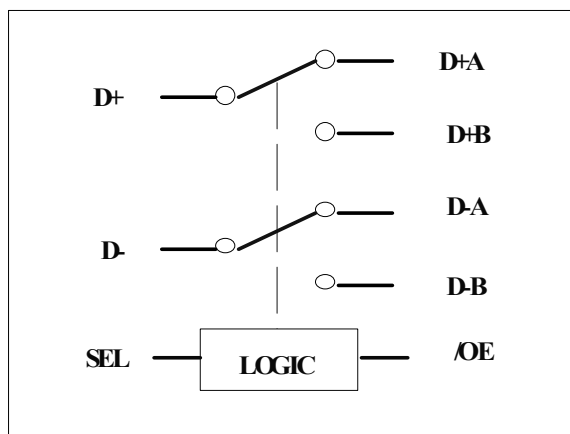 D+
D+A
D+B
D-
D-A
D-B
SEL
LOGIC
/OE